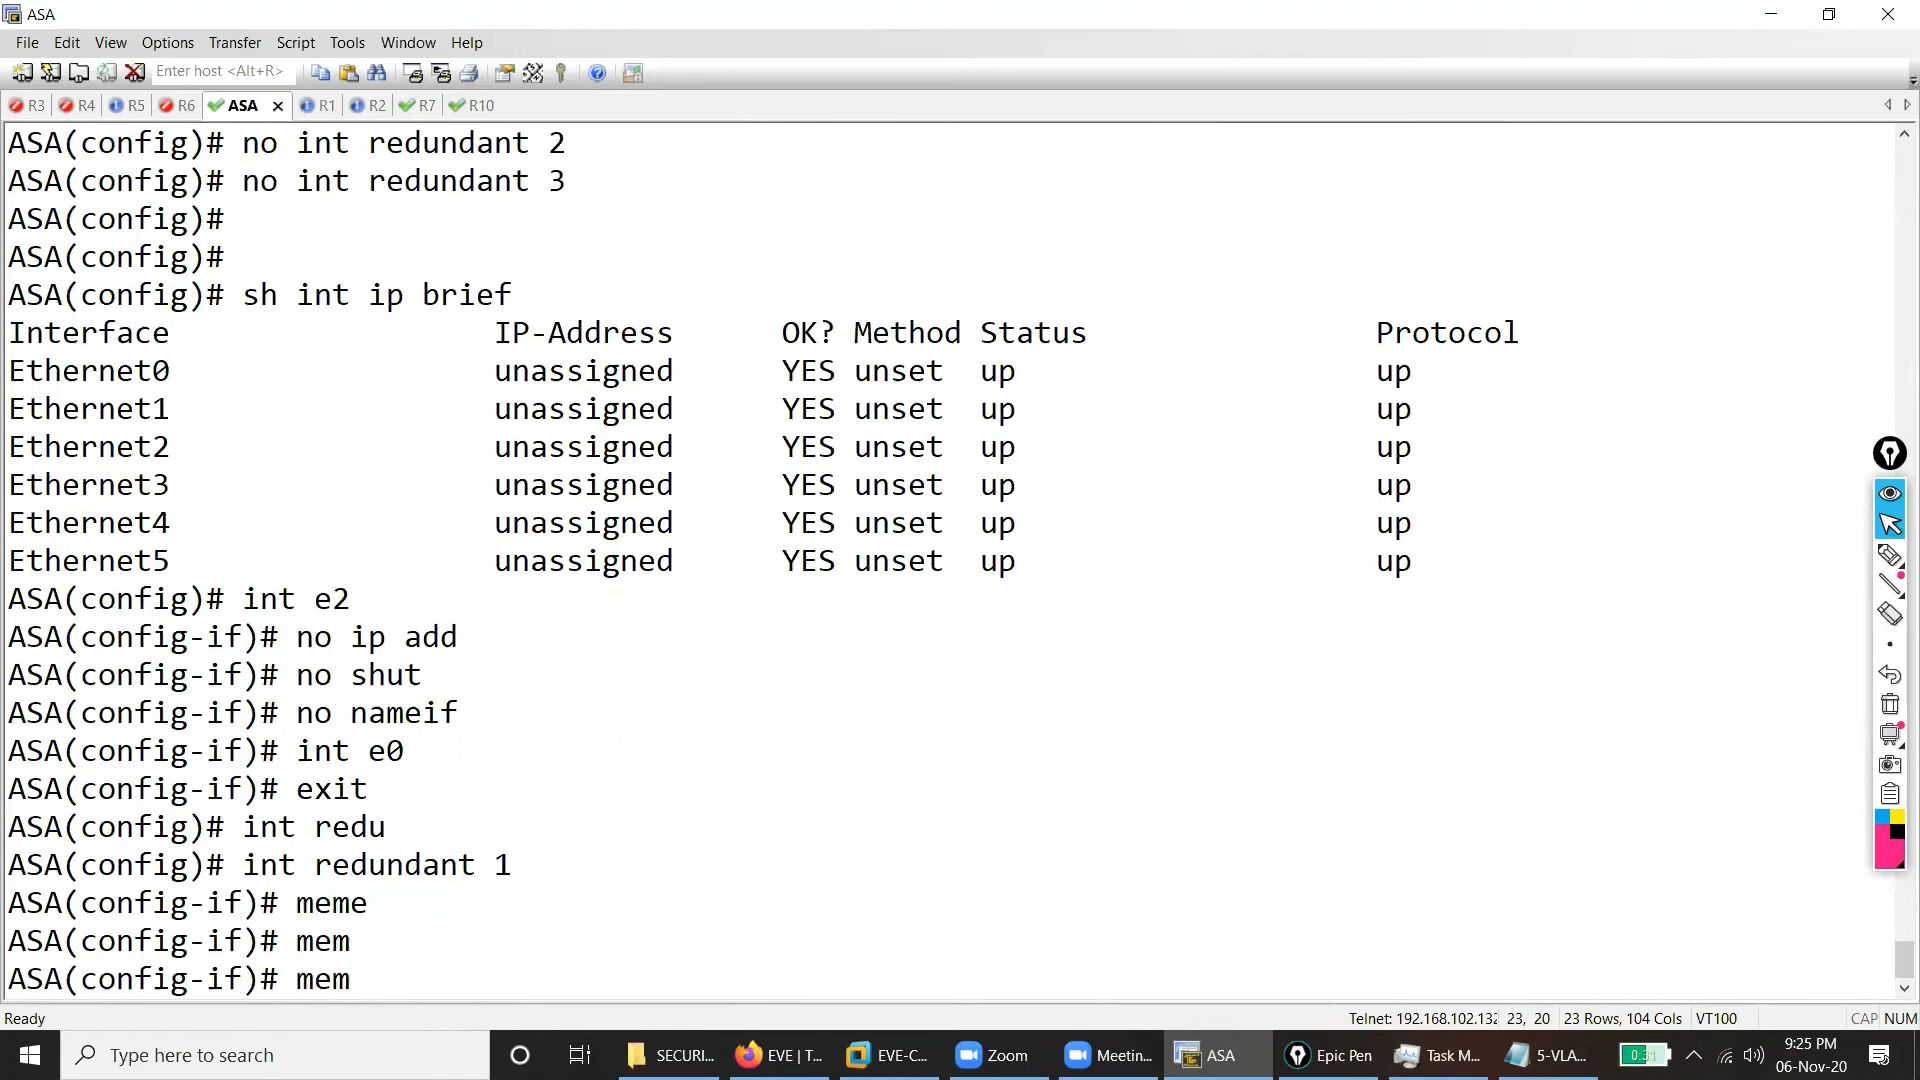 ASA
File Edit View Options Transfer Script Tools Window Help
Enter host <Alt+R>
R3 R4 R5 R6 ASA R1 R2 R7 R10
ASA(config)# no int redundant 2
ASA(config)# no int redundant 3
ASA(config)#
ASA(config)#
ASA(config)# sh int ip brief
Interface IP-Address OK? Method Status Protocol
Ethernet0 unassigned YES unset up up
Ethernet1 unassigned YES unset up up
Ethernet2 unassigned YES unset up up
Ethernet3 unassigned YES unset up up
Ethernet4 unassigned YES unset up up
Ethernet5 unassigned YES unset up up
ASA(config)# int e2
ASA(config-if)# no ip add
ASA(config-if)# no shut
ASA(config-if)# no nameif
ASA(config-if)# int e0
ASA(config-if)# exit
ASA(config)# int redu
ASA(config)# int redundant 1
ASA(config-if)# meme
ASA(config-if)# mem
ASA(config-if)# mem
Ready Telnet: 192.168.102.132 23, 20 23 Rows, 104 Cols VT100 CAP NUM
Type here to search SECURI... EVE | T... EVE-C... Zoom Meetin... ASA Epic Pen Task M... 5-VLA... 0:31 9:25 PM
06-Nov-20